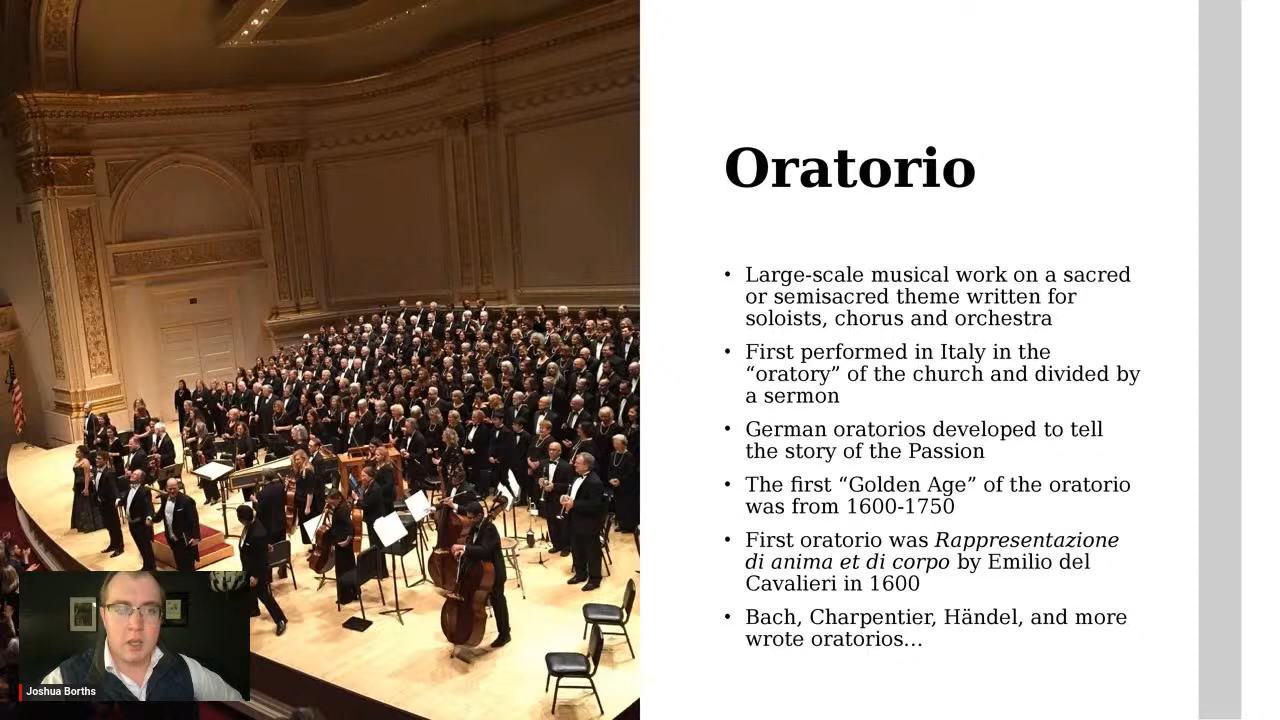 Oratorio
• Large-scale musical work on a sacred
or semisacred theme written for
soloists, chorus and orchestra
• First performed in Italy in the
“oratory” of the church and divided by
a sermon
• German oratorios developed to tell
the story of the Passion
• The first “Golden Age” of the oratorio
was from 1600-1750
• First oratorio was Rappresentazione
di anima et di corpo by Emilio del
Cavalieri in 1600
• Bach, Charpentier, Händel, and more
wrote oratorios…
Joshua Borths